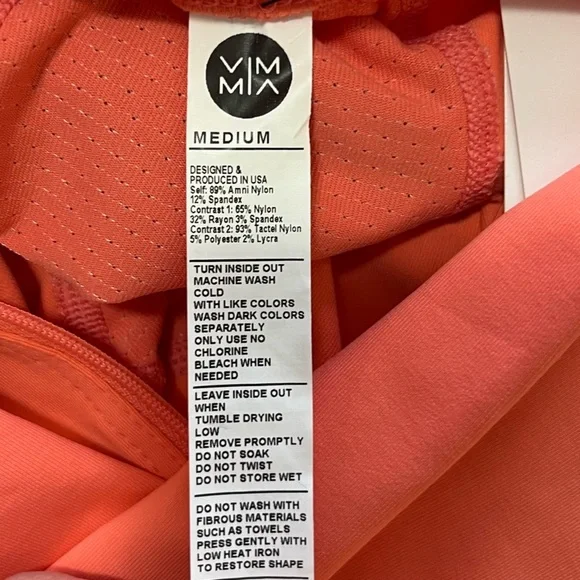 VIM
MIA
MEDIUM
DESIGNED &
PRODUCED IN USA
Self: 89% Amni Nylon
12% Spandex
Contrast 1: 65% Nylon
32% Rayon 3% Spandex
Contrast 2: 93% Tactel Nylon
5% Polyester 2% Lycra
TURN INSIDE OUT
MACHINE WASH
COLD
WITH LIKE COLORS
WASH DARK COLORS
SEPARATELY
ONLY USE NO
CHLORINE
BLEACH WHEN
NEEDED
LEAVE INSIDE OUT
WHEN
TUMBLE DRYING
LOW
REMOVE PROMPTLY
DO NOT SOAK
DO NOT TWIST
DO NOT STORE WET
DO NOT WASH WITH
FIBROUS MATERIALS
SUCH AS TOWELS
PRESS GENTLY WITH
LOW HEAT IRON
TO RESTORE SHAPE